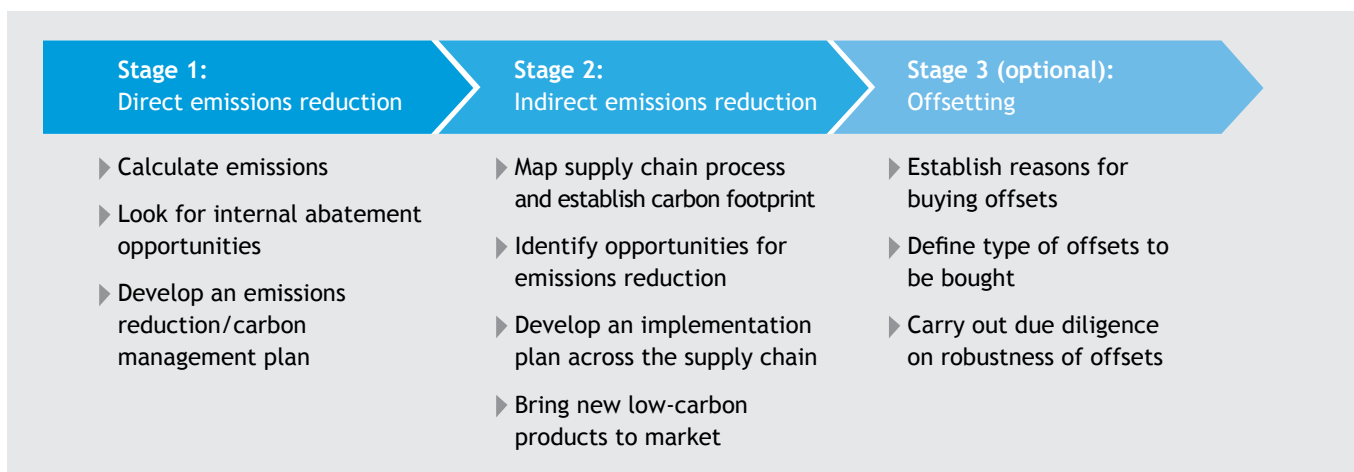 Stage 1:
Direct emissions reduction
Calculate emissions
Look for internal abatement
opportunities
Develop an emissions
reduction/carbon
management plan
Stage 2:
Indirect emissions reduction
Map supply chain process
and establish carbon footprint
Identify opportunities for
emissions reduction
Develop an implementation
plan across the supply chain
Bring new low-carbon
products to market
Stage 3 (optional):
Offsetting
Establish reasons for
buying offsets
Define type of offsets to
be bought
Carry out due diligence
on robustness of offsets